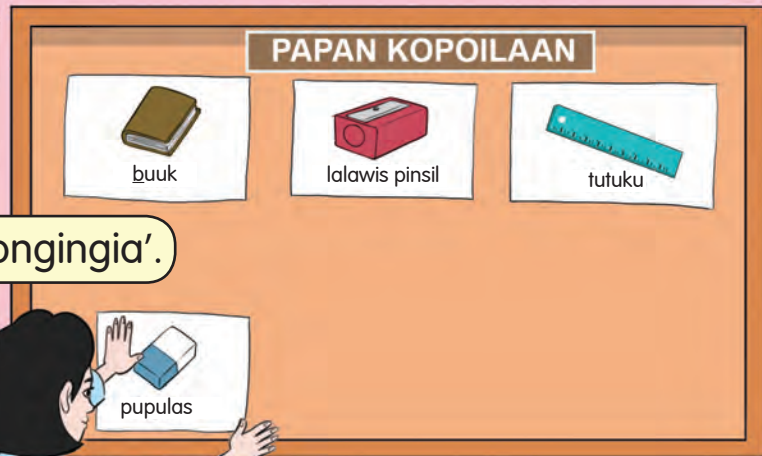 PAPAN KOPOILAAN
buuk
lalawis pinsil
tutuku
ongingia’.
pupulas